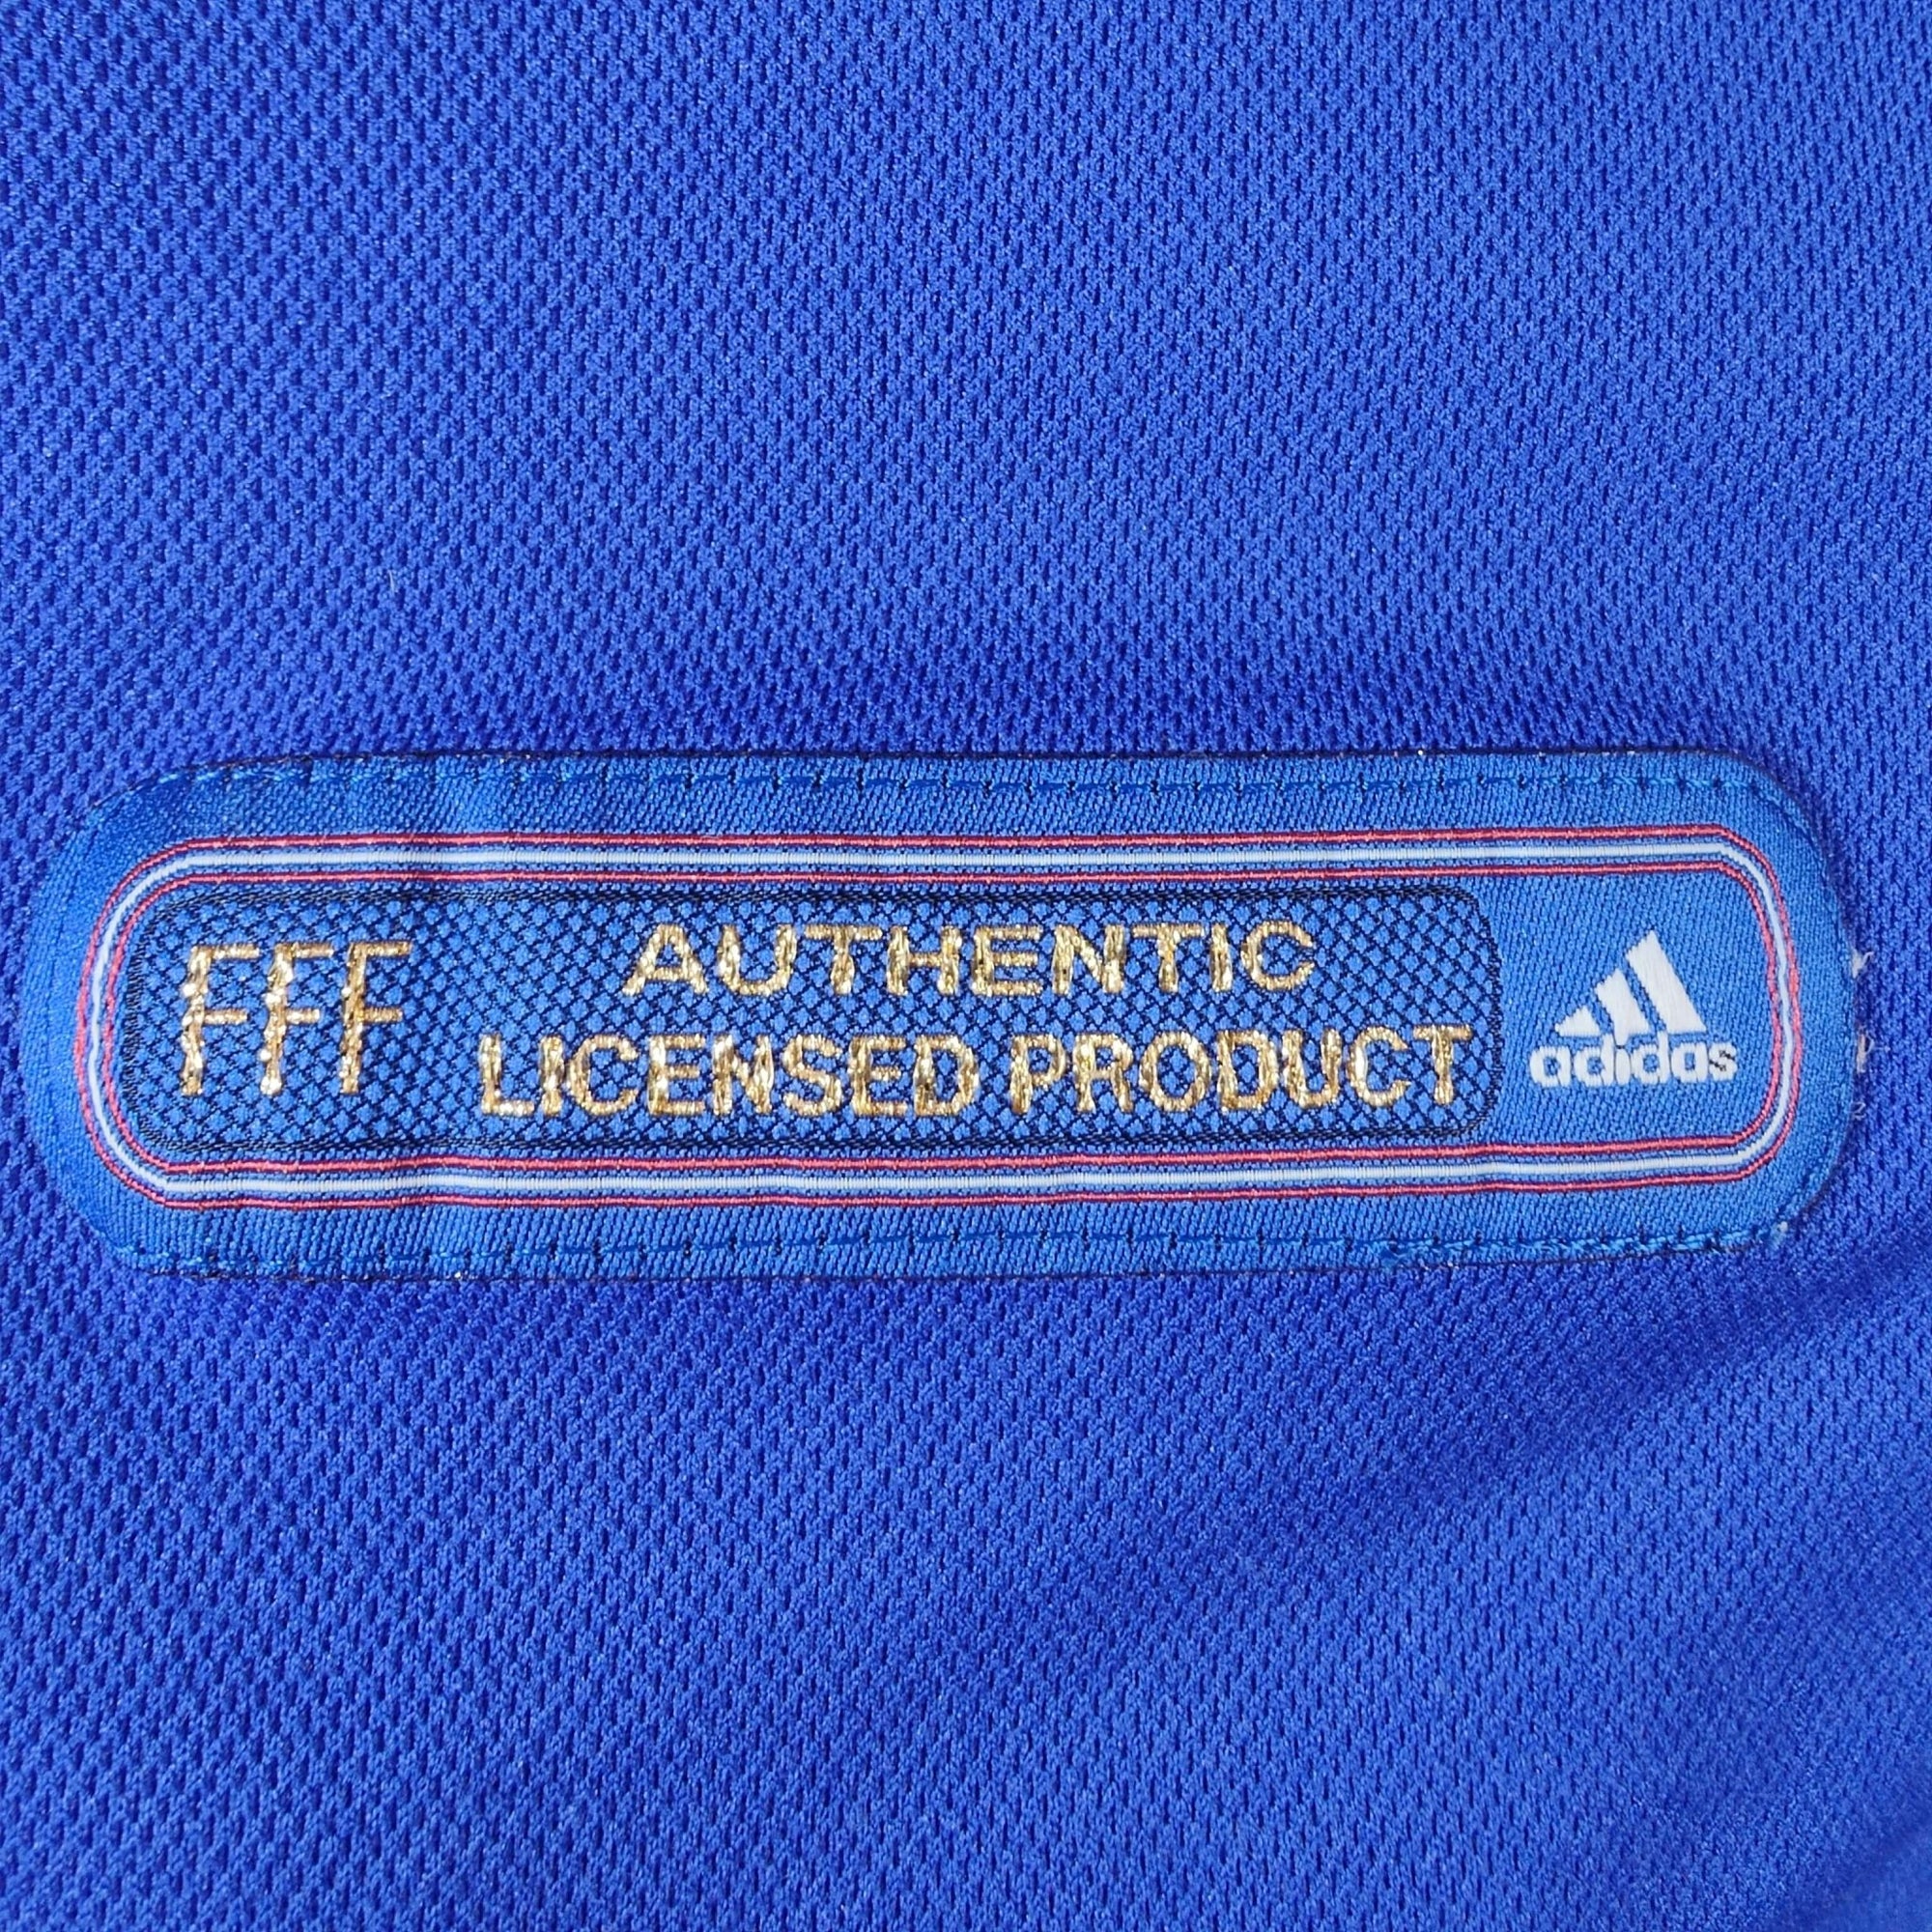 FFF
AUTHENTIC
LICENSED PRODUCT
adidas